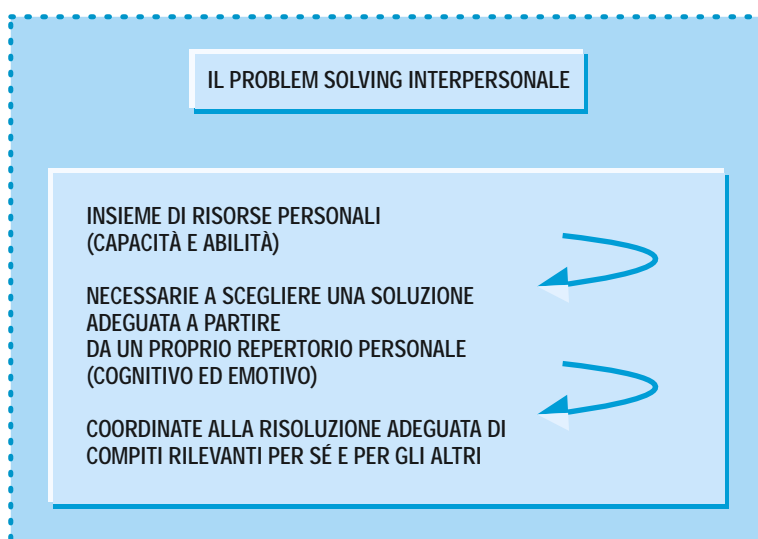 IL PROBLEM SOLVING INTERPERSONALE
INSIEME DI RISORSE PERSONALI
(CAPACITÀ E ABILITÀ)
NECESSARIE A SCEGLIERE UNA SOLUZIONE
ADEGUATA A PARTIRE
DA UN PROPRIO REPERTORIO PERSONALE
(COGNITIVO ED EMOTIVO)
COORDINATE ALLA RISOLUZIONE ADEGUATA DI
COMPITI RILEVANTI PER SÉ E PER GLI ALTRI